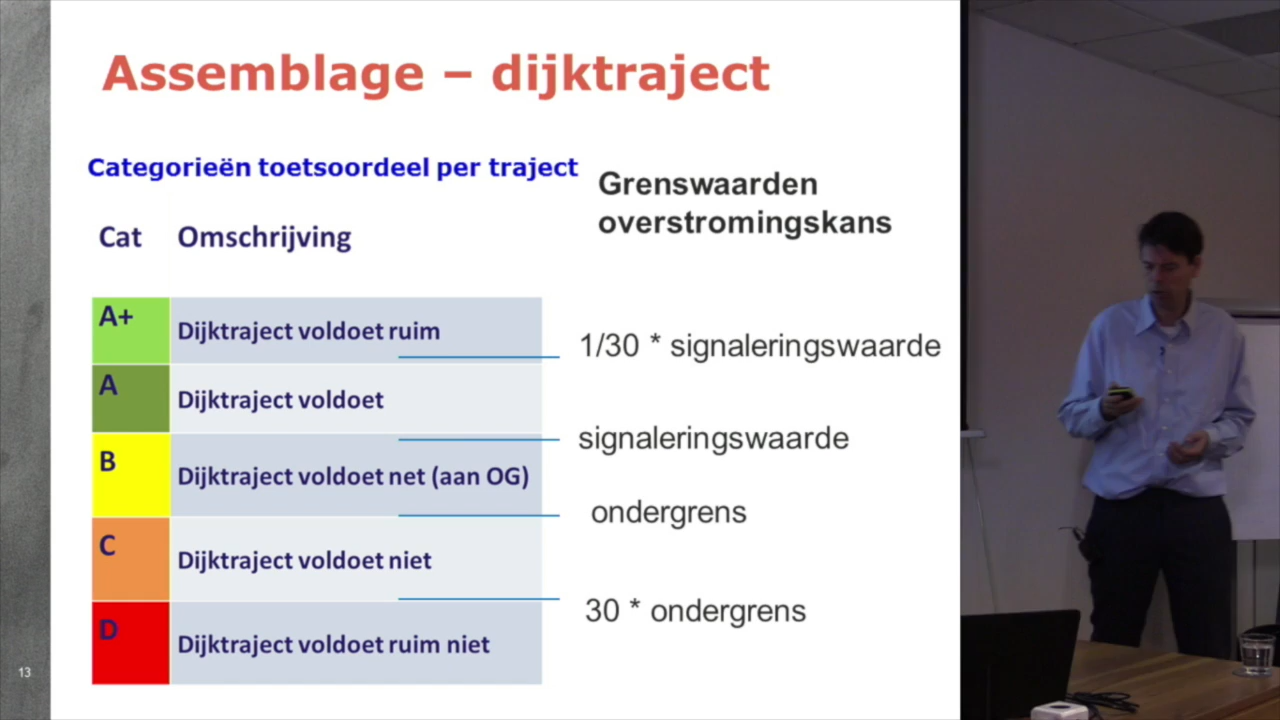 Assemblage – dijktraject
Categorieën toetsoordeel per traject
Grenswaarden
overstromingskans
Cat Omschrijving
A+ Dijktraject voldoet ruim
1/30 * signaleringswaarde
A Dijktraject voldoet
signaleringswaarde
B Dijktraject voldoet net (aan OG)
ondergrens
C Dijktraject voldoet niet
30 * ondergrens
D Dijktraject voldoet ruim niet
13